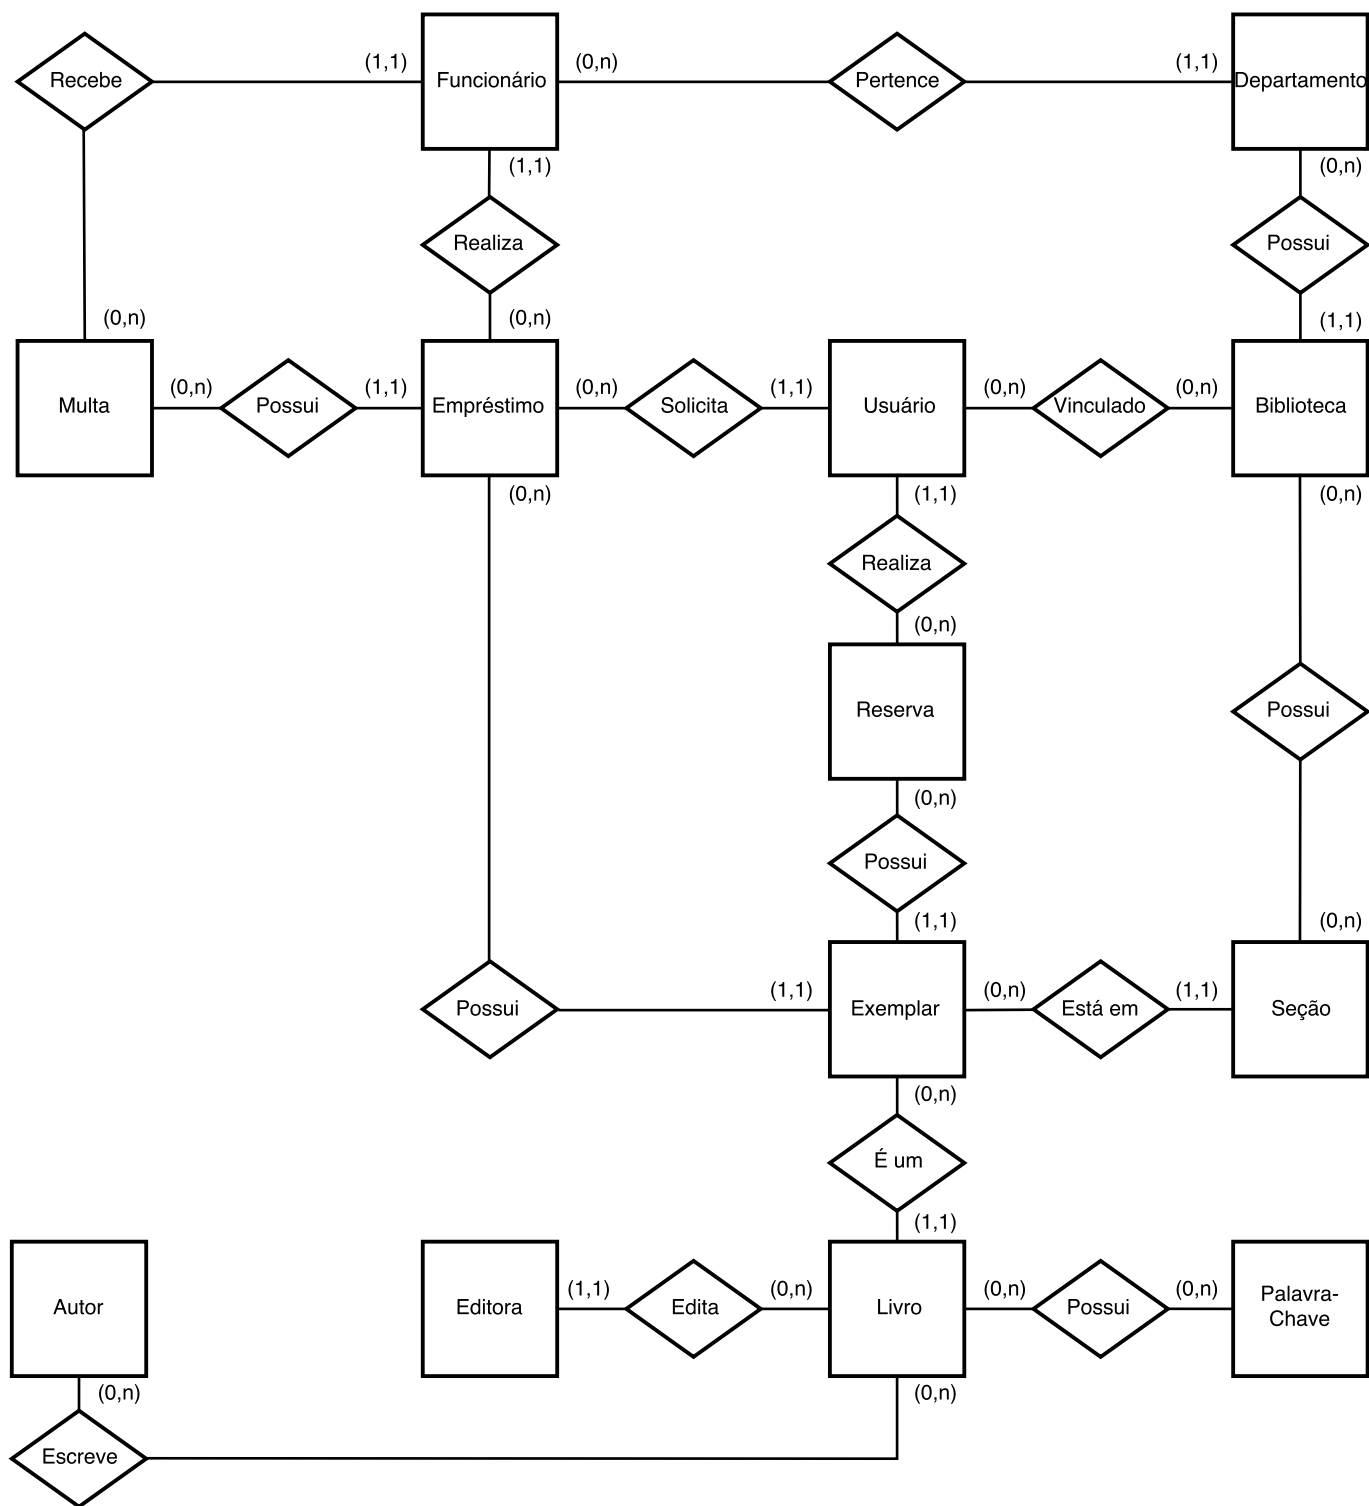 Recebe
(1,1)
Funcionário
(0,n)
Pertence
(1,1)
Departamento
(1,1)
(0,n)
Realiza
Possui
(0,n)
(0,n)
(1,1)
Multa
(0,n)
Possui
(1,1)
Empréstimo
(0,n)
Solicita
(1,1)
Usuário
(0,n)
Vinculado
(0,n)
Biblioteca
(0,n)
(1,1)
(0,n)
Realiza
(0,n)
Reserva
Possui
(0,n)
Possui
(1,1)
(0,n)
Possui
(1,1)
Exemplar
(0,n)
Está em
(1,1)
Seção
(0,n)
É um
(1,1)
Autor
Editora
(1,1)
Edita
(0,n)
Livro
(0,n)
Possui
(0,n)
Palavra-
Chave
(0,n)
(0,n)
Escreve